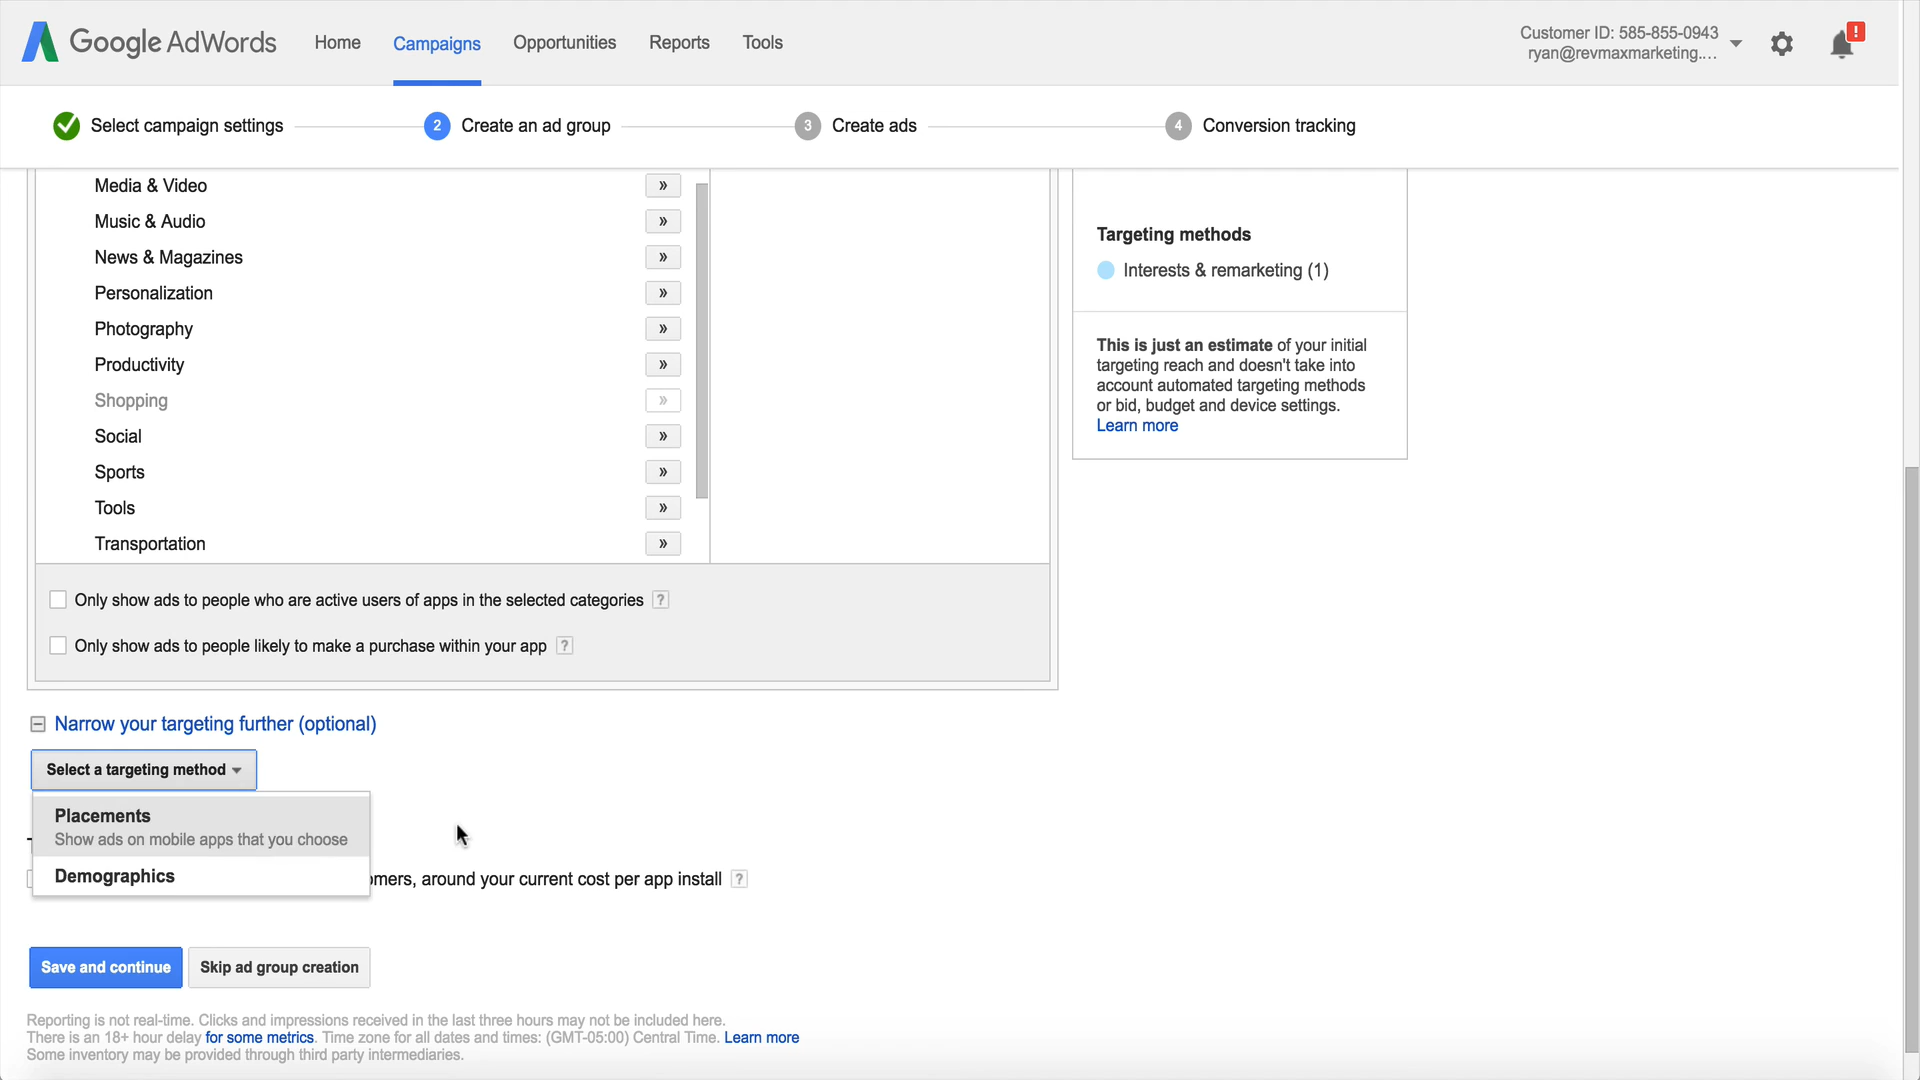 Google AdWords
Home
Campaigns
Opportunities
Reports
Tools
Customer ID: 585-855-0943
ryan@revmaxmarketing....
!
Select campaign settings
2
Create an ad group
3
Create ads
4
Conversion tracking
Media & Video »
Music & Audio »
News & Magazines »
Personalization »
Photography »
Productivity »
Shopping »
Social »
Sports »
Tools »
Transportation »
Only show ads to people who are active users of apps in the selected categories ?
Only show ads to people likely to make a purchase within your app ?
Targeting methods
Interests & remarketing (1)
This is just an estimate of your initial
targeting reach and doesn't take into
account automated targeting methods
or bid, budget and device settings.
Learn more
Narrow your targeting further (optional)
Select a targeting method
Placements
Show ads on mobile apps that you choose
Demographics
omers, around your current cost per app install ?
Save and continue
Skip ad group creation
Reporting is not real-time. Clicks and impressions received in the last three hours may not be included here.
There is an 18+ hour delay for some metrics. Time zone for all dates and times: (GMT-05:00) Central Time. Learn more
Some inventory may be provided through third party intermediaries.